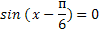 sin (x − π/6) = 0